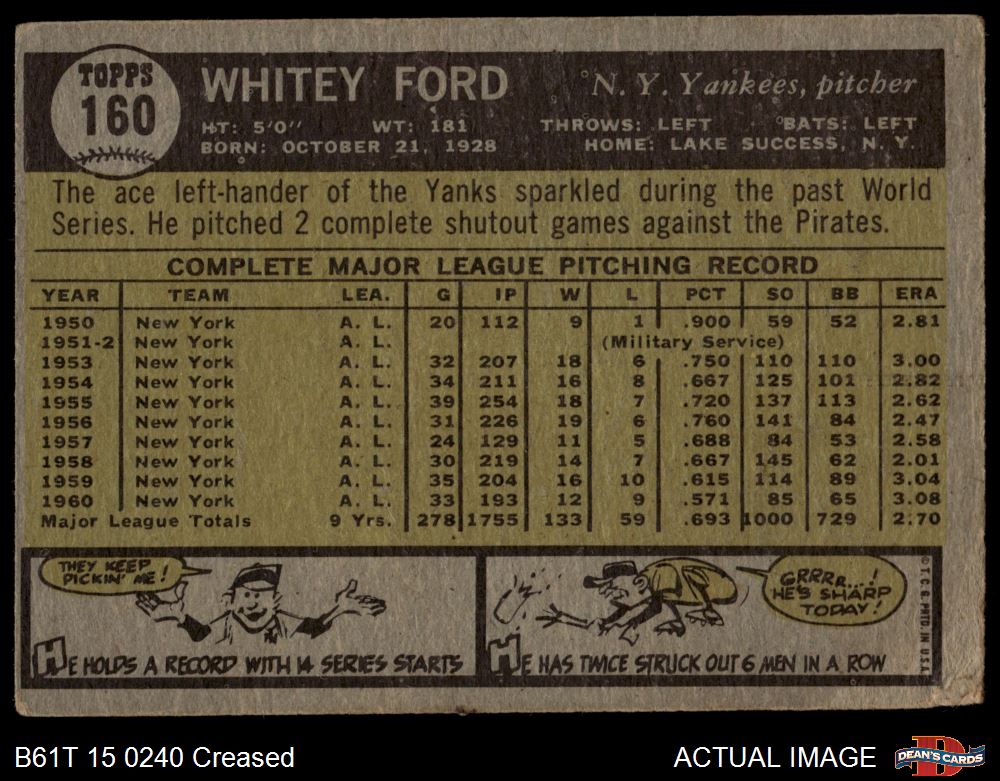 TOPPS
160
WHITEY FORD
N. Y. Yankees, pitcher
HT: 5'0" WT: 181 THROWS: LEFT BATS: LEFT
BORN: OCTOBER 21, 1928 HOME: LAKE SUCCESS, N. Y.
The ace left-hander of the Yanks sparkled during the past World
Series. He pitched 2 complete shutout games against the Pirates.
COMPLETE MAJOR LEAGUE PITCHING RECORD
YEAR TEAM LEA. G IP W L PCT SO BB ERA
1950 New York A. L. 20 112 9 1 .900 59 52 2.81
1951-2 New York A. L. (Military Service)
1953 New York A. L. 32 207 18 6 .750 110 110 3.00
1954 New York A. L. 34 211 16 8 .667 125 101 2.82
1955 New York A. L. 39 254 18 7 .720 137 113 2.62
1956 New York A. L. 31 226 19 6 .760 141 84 2.47
1957 New York A. L. 24 129 11 5 .688 84 53 2.58
1958 New York A. L. 30 219 14 7 .667 145 62 2.01
1959 New York A. L. 35 204 16 10 .615 114 89 3.04
1960 New York A. L. 33 193 12 9 .571 85 65 3.08
Major League Totals 9 Yrs. 278 1755 133 59 .693 1000 729 2.70
THEY KEEP
PICKIN' ME!
HE HOLDS A RECORD WITH 14 SERIES STARTS
GRRRR...!
HE'S SHARP
TODAY!
HE HAS TWICE STRUCK OUT 6 MEN IN A ROW
© T. C. G. PRTD. IN U.S.A.
NY
B61T 15 0240 Creased
ACTUAL IMAGE
D
DEAN'S CARDS